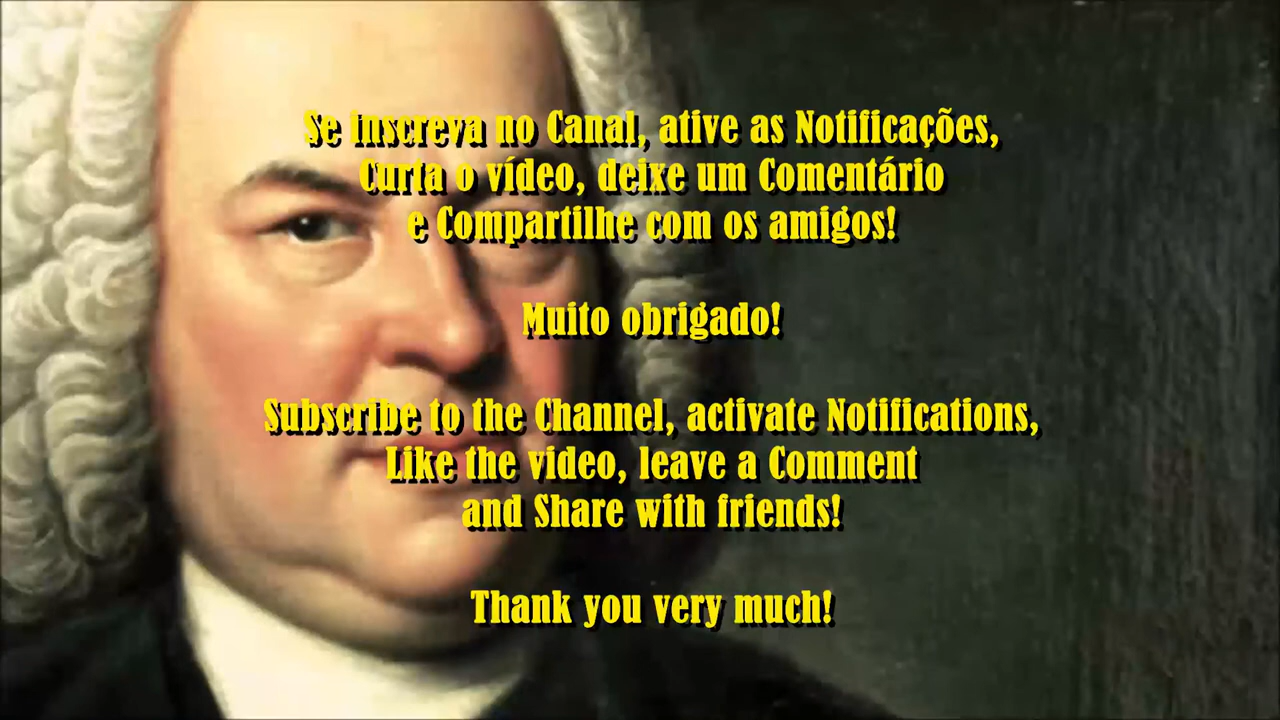 Se inscreva no Canal, ative as Notificações,
Curta o vídeo, deixe um Comentário
e Compartilhe com os amigos!
Muito obrigado!
Subscribe to the Channel, activate Notifications,
Like the video, leave a Comment
and Share with friends!
Thank you very much!